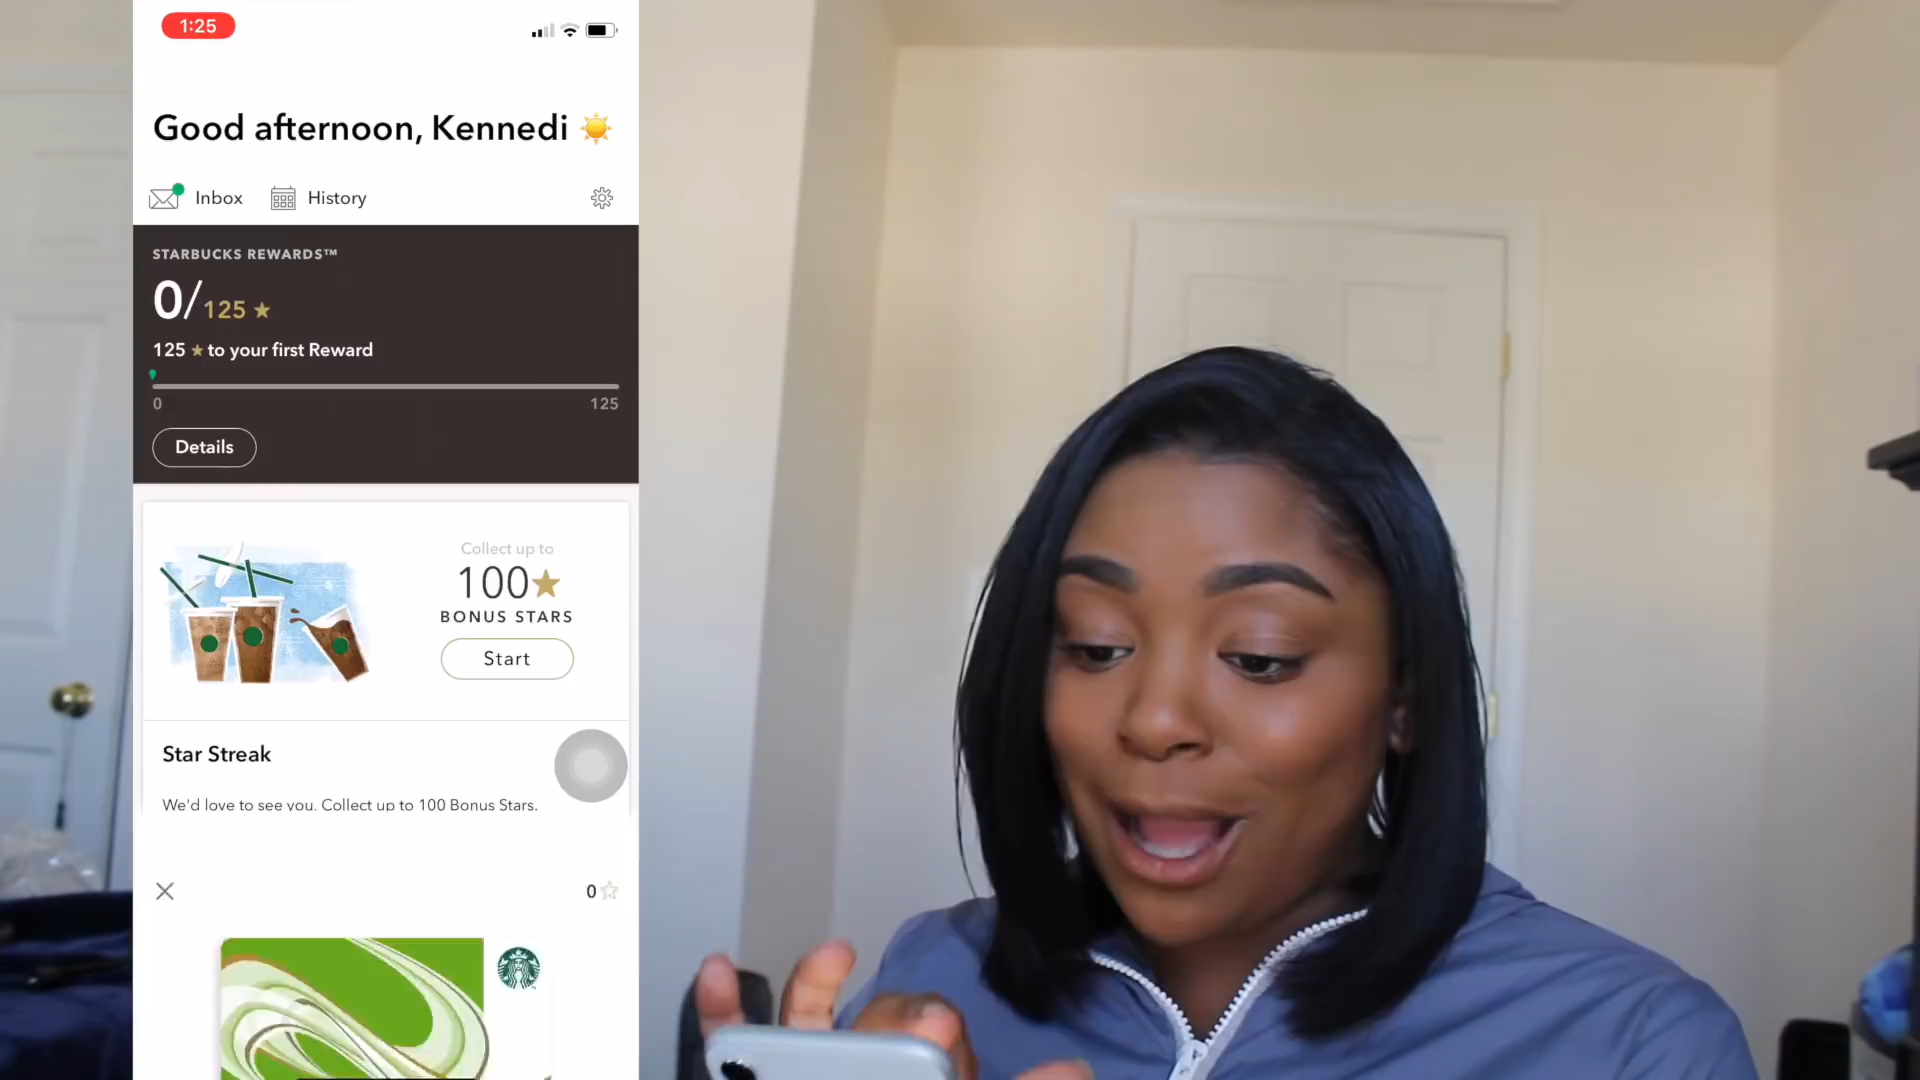 1:25
Good afternoon, Kennedi
Inbox
History
STARBUCKS REWARDS™
0/125
125 to your first Reward
0
125
Details
Collect up to
100
BONUS STARS
Start
Star Streak
We'd love to see you. Collect up to 100 Bonus Stars.
0